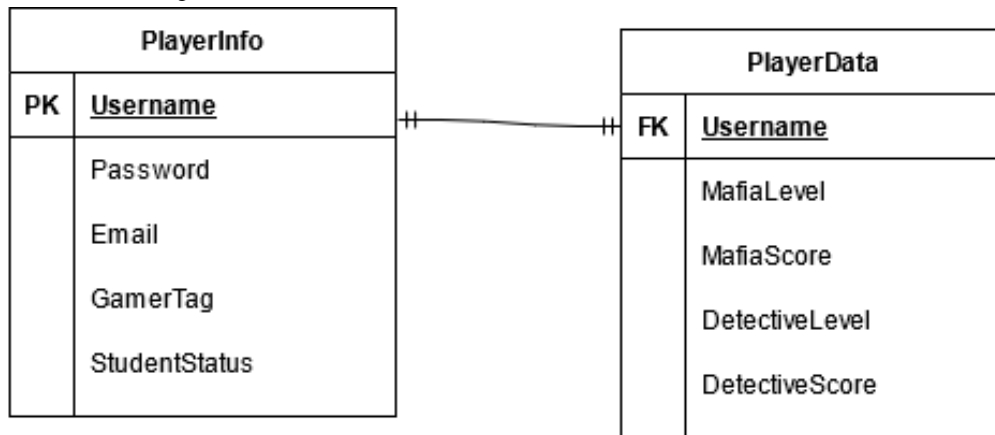 PlayerInfo
PK Username
Password
Email
GamerTag
StudentStatus
PlayerData
FK Username
MafiaLevel
MafiaScore
DetectiveLevel
DetectiveScore